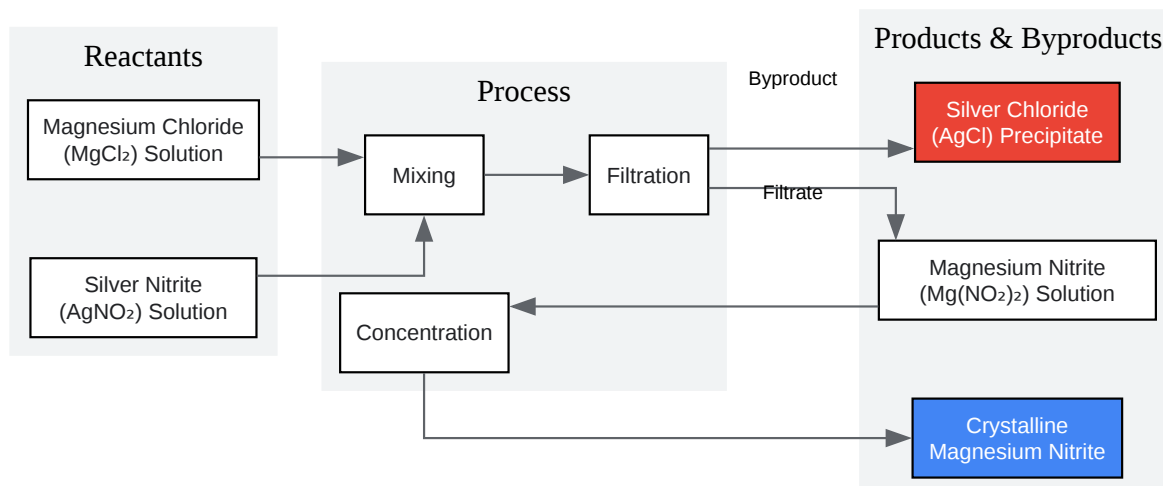 Reactants
Magnesium Chloride
(MgCl₂) Solution
Silver Nitrite
(AgNO₂) Solution
Process
Mixing
Filtration
Concentration
Byproduct
Filtrate
Products & Byproducts
Silver Chloride
(AgCl) Precipitate
Magnesium Nitrite
(Mg(NO₂)₂) Solution
Crystalline
Magnesium Nitrite